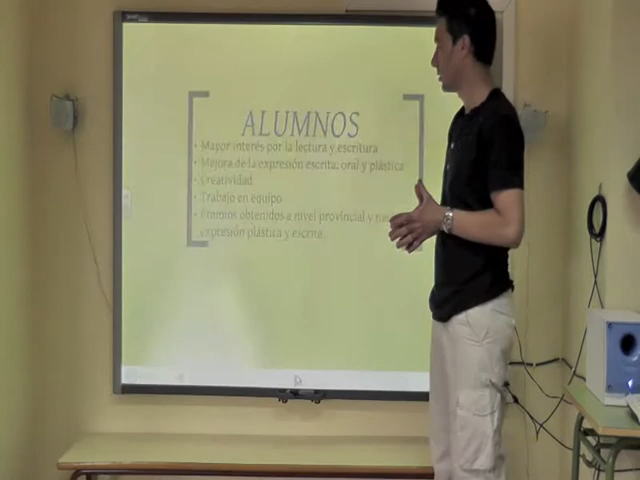 ALUMNOS
• Mayor interés por la lectura y escritura
• Mejora de la expresión escrita, oral y plástica
• Creatividad
• Trabajo en equipo
• Premios obtenidos a nivel provincial y
expresión plástica y escrita.